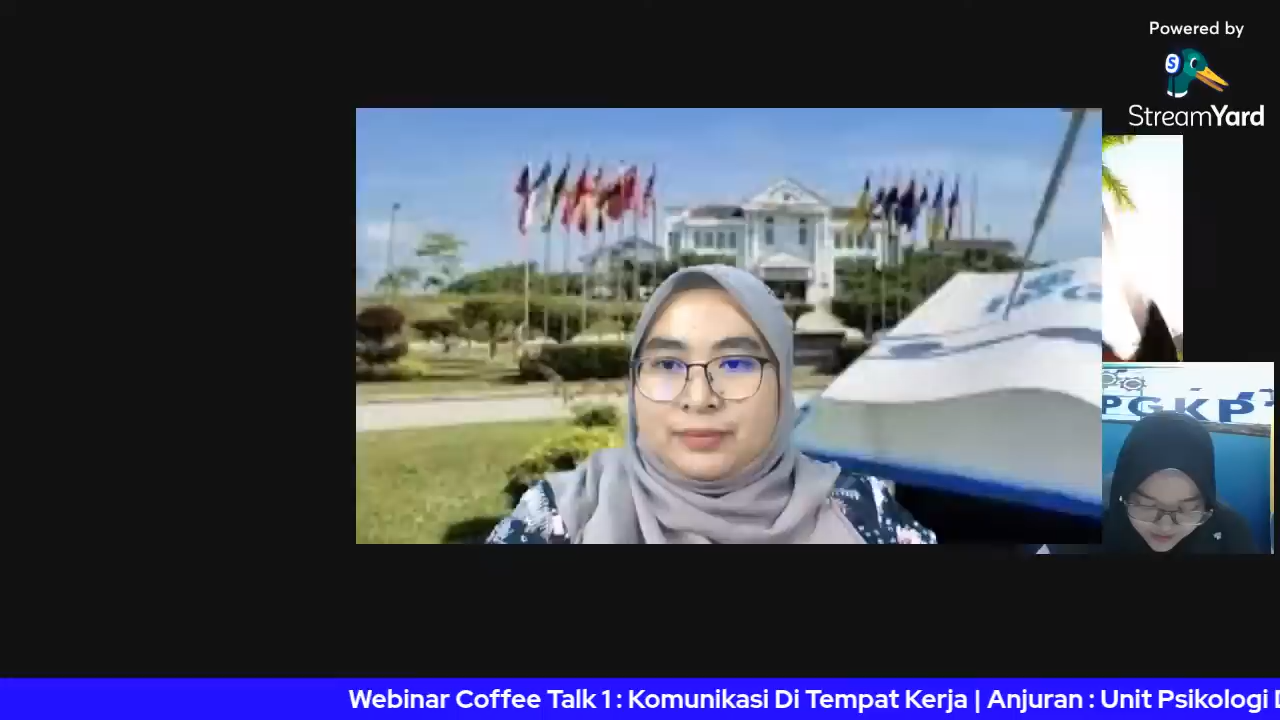 Powered by
S
StreamYard
PGKP
Webinar Coffee Talk 1 : Komunikasi Di Tempat Kerja | Anjuran : Unit Psikologi